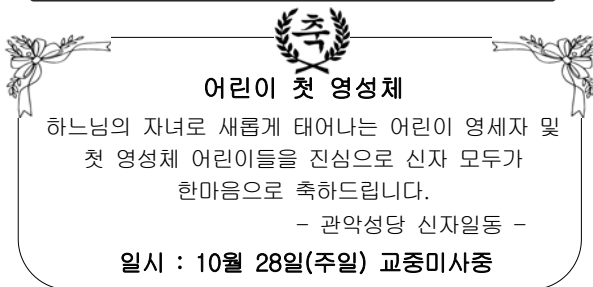 축
어린이 첫 영성체
하느님의 자녀로 새롭게 태어나는 어린이 영세자 및
첫 영성체 어린이들을 진심으로 신자 모두가
한마음으로 축하드립니다.
- 관악성당 신자일동 -
일시 : 10월 28일(주일) 교중미사중